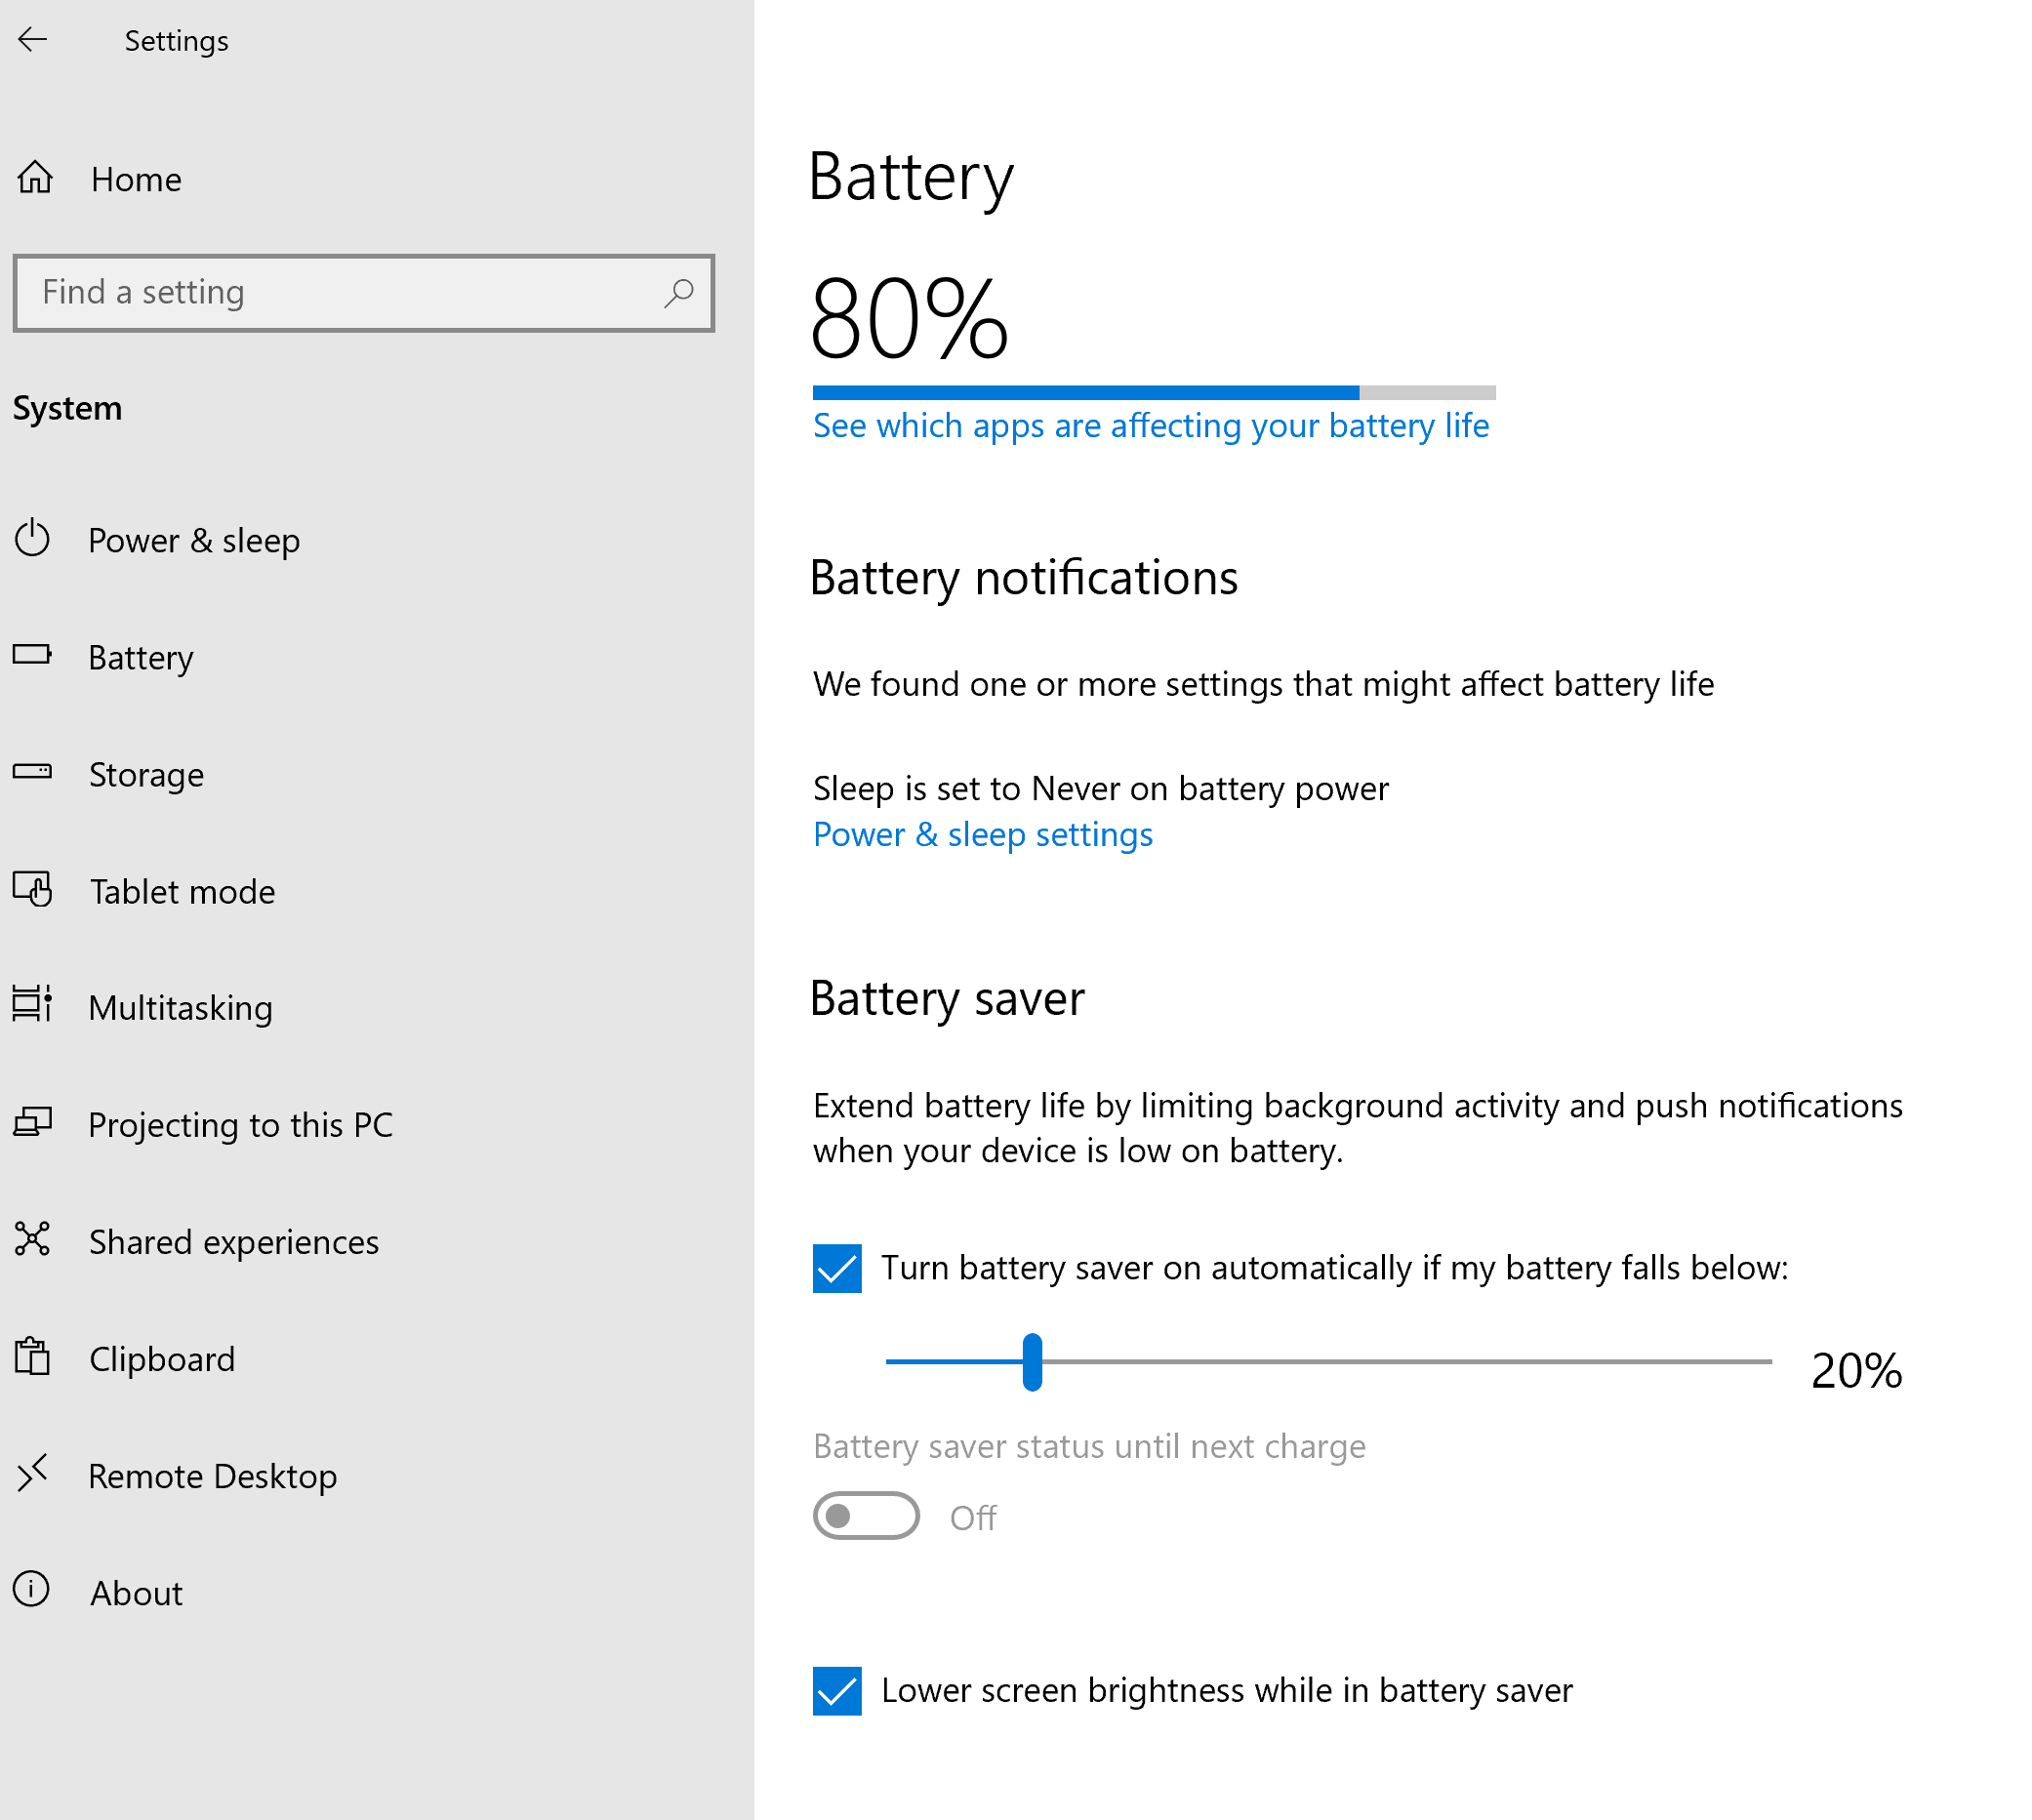 Settings
Home
Find a setting
System
Power & sleep
Battery
Storage
Tablet mode
Multitasking
Projecting to this PC
Shared experiences
Clipboard
Remote Desktop
About
Battery
80%
See which apps are affecting your battery life
Battery notifications
We found one or more settings that might affect battery life
Sleep is set to Never on battery power
Power & sleep settings
Battery saver
Extend battery life by limiting background activity and push notifications
when your device is low on battery.
Turn battery saver on automatically if my battery falls below:
20%
Battery saver status until next charge
Off
Lower screen brightness while in battery saver